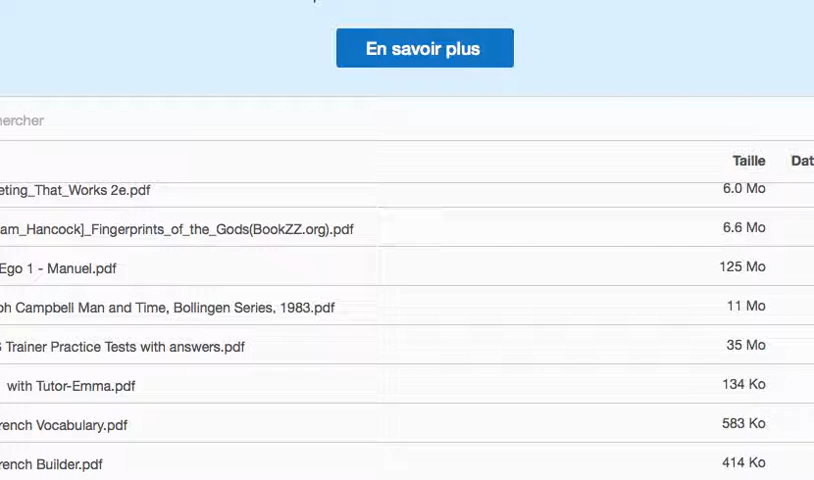 En savoir plus
hercher
Taille Dat
eting_That_Works 2e.pdf 6.0 Mo
am_Hancock]_Fingerprints_of_the_Gods(BookZZ.org).pdf 6.6 Mo
Ego 1 - Manuel.pdf 125 Mo
ph Campbell Man and Time, Bollingen Series, 1983.pdf 11 Mo
S Trainer Practice Tests with answers.pdf 35 Mo
with Tutor-Emma.pdf 134 Ko
rench Vocabulary.pdf 583 Ko
rench Builder.pdf 414 Ko